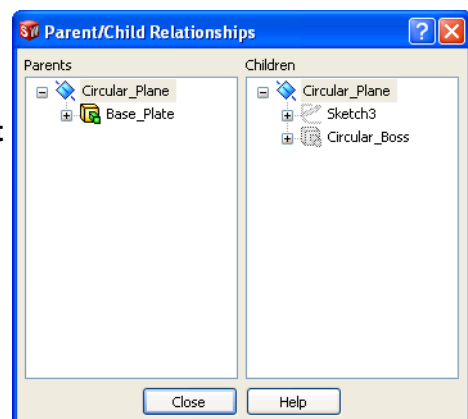 Parent/Child Relationships
Parents
Children
Circular_Plane
Base_Plate
Circular_Plane
Sketch3
Circular_Boss
Close
Help